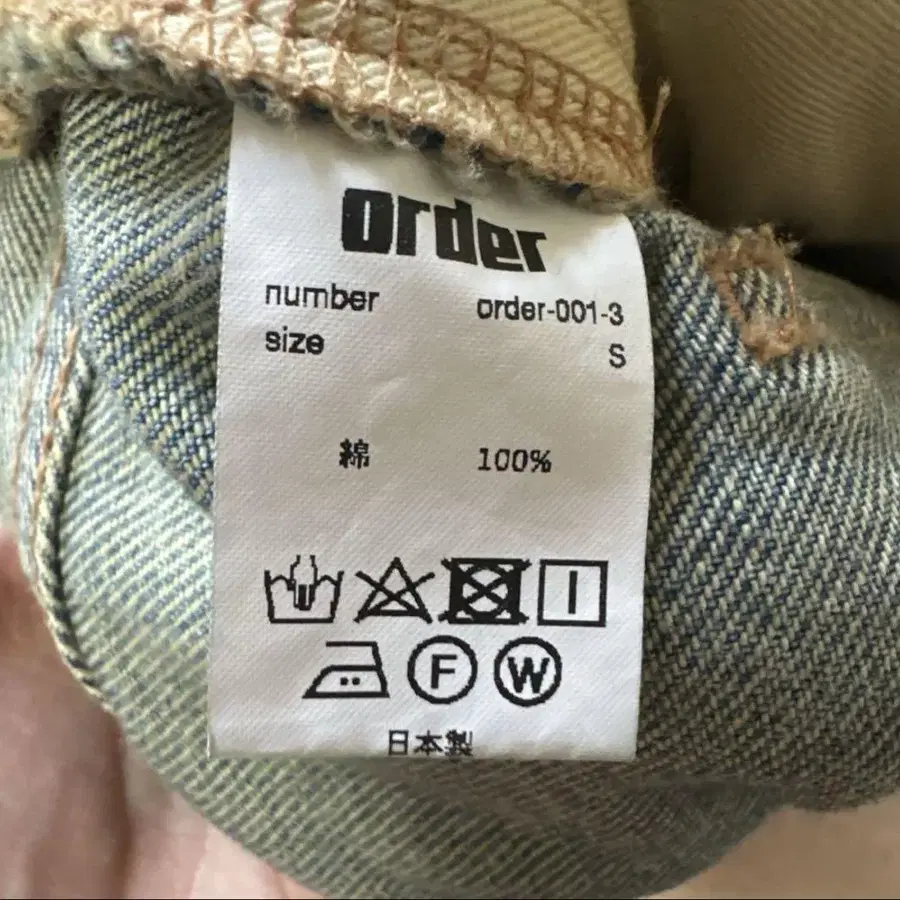 order
number order-001-3
size S
綿 100%
F W
日本製